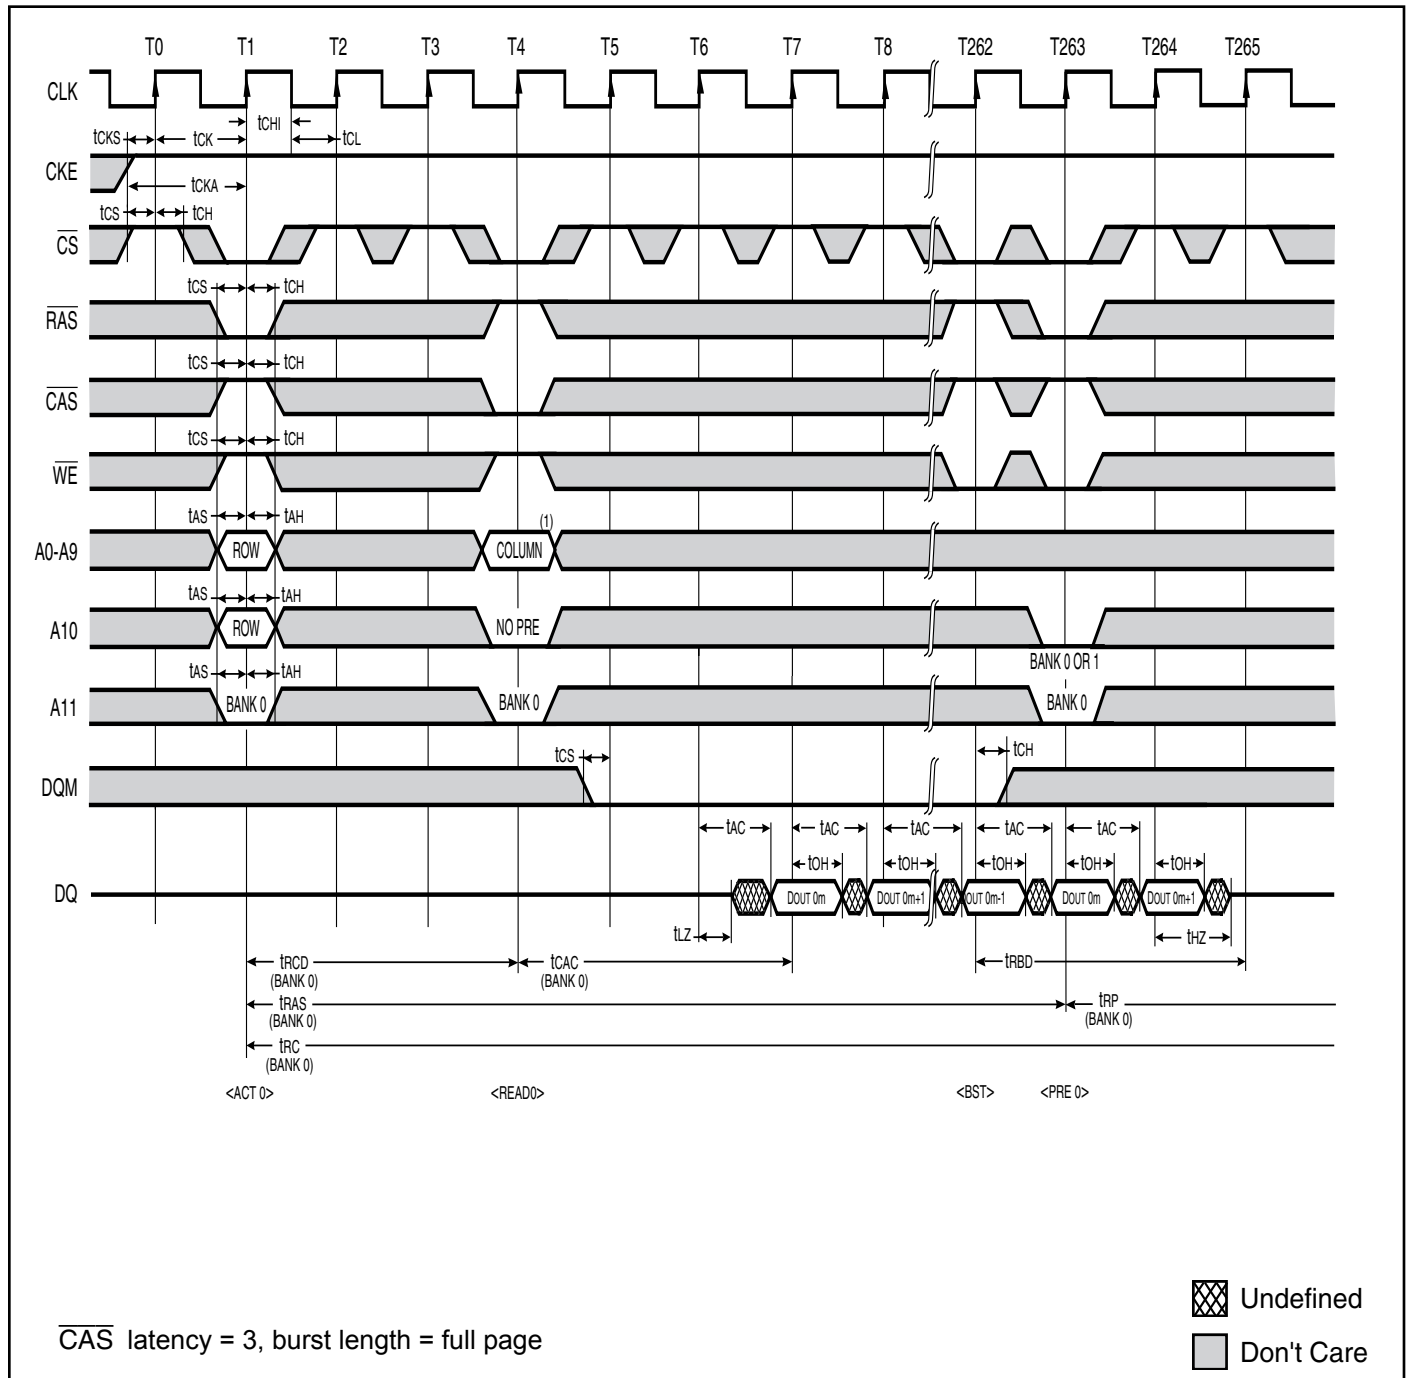 T0 T1 T2 T3 T4 T5 T6 T7 T8 T262 T263 T264 T265
CLK
tCHI
tCKS tCK tCL
CKE
tCKA
tCS tCH
CS
tCS tCH
RAS
tCS tCH
CAS
tCS tCH
WE
tAS tAH (1)
A0-A9 ROW COLUMN
tAS tAH
A10 ROW NO PRE
BANK 0 OR 1
tAS tAH
A11 BANK 0 BANK 0 BANK 0
tCS tCH
DQM
tAC tAC tAC tAC tAC
tOH tOH tOH tOH tOH
DQ DOUT 0m DOUT 0m+1 OUT 0m-1 DOUT 0m DOUT 0m+1
tLZ tHZ
tRCD tCAC tRBD
(BANK 0) (BANK 0)
tRAS tRP
(BANK 0) (BANK 0)
tRC
(BANK 0)
<ACT 0> <READ0> <BST> <PRE 0>
Undefined
CAS latency = 3, burst length = full page
Don't Care